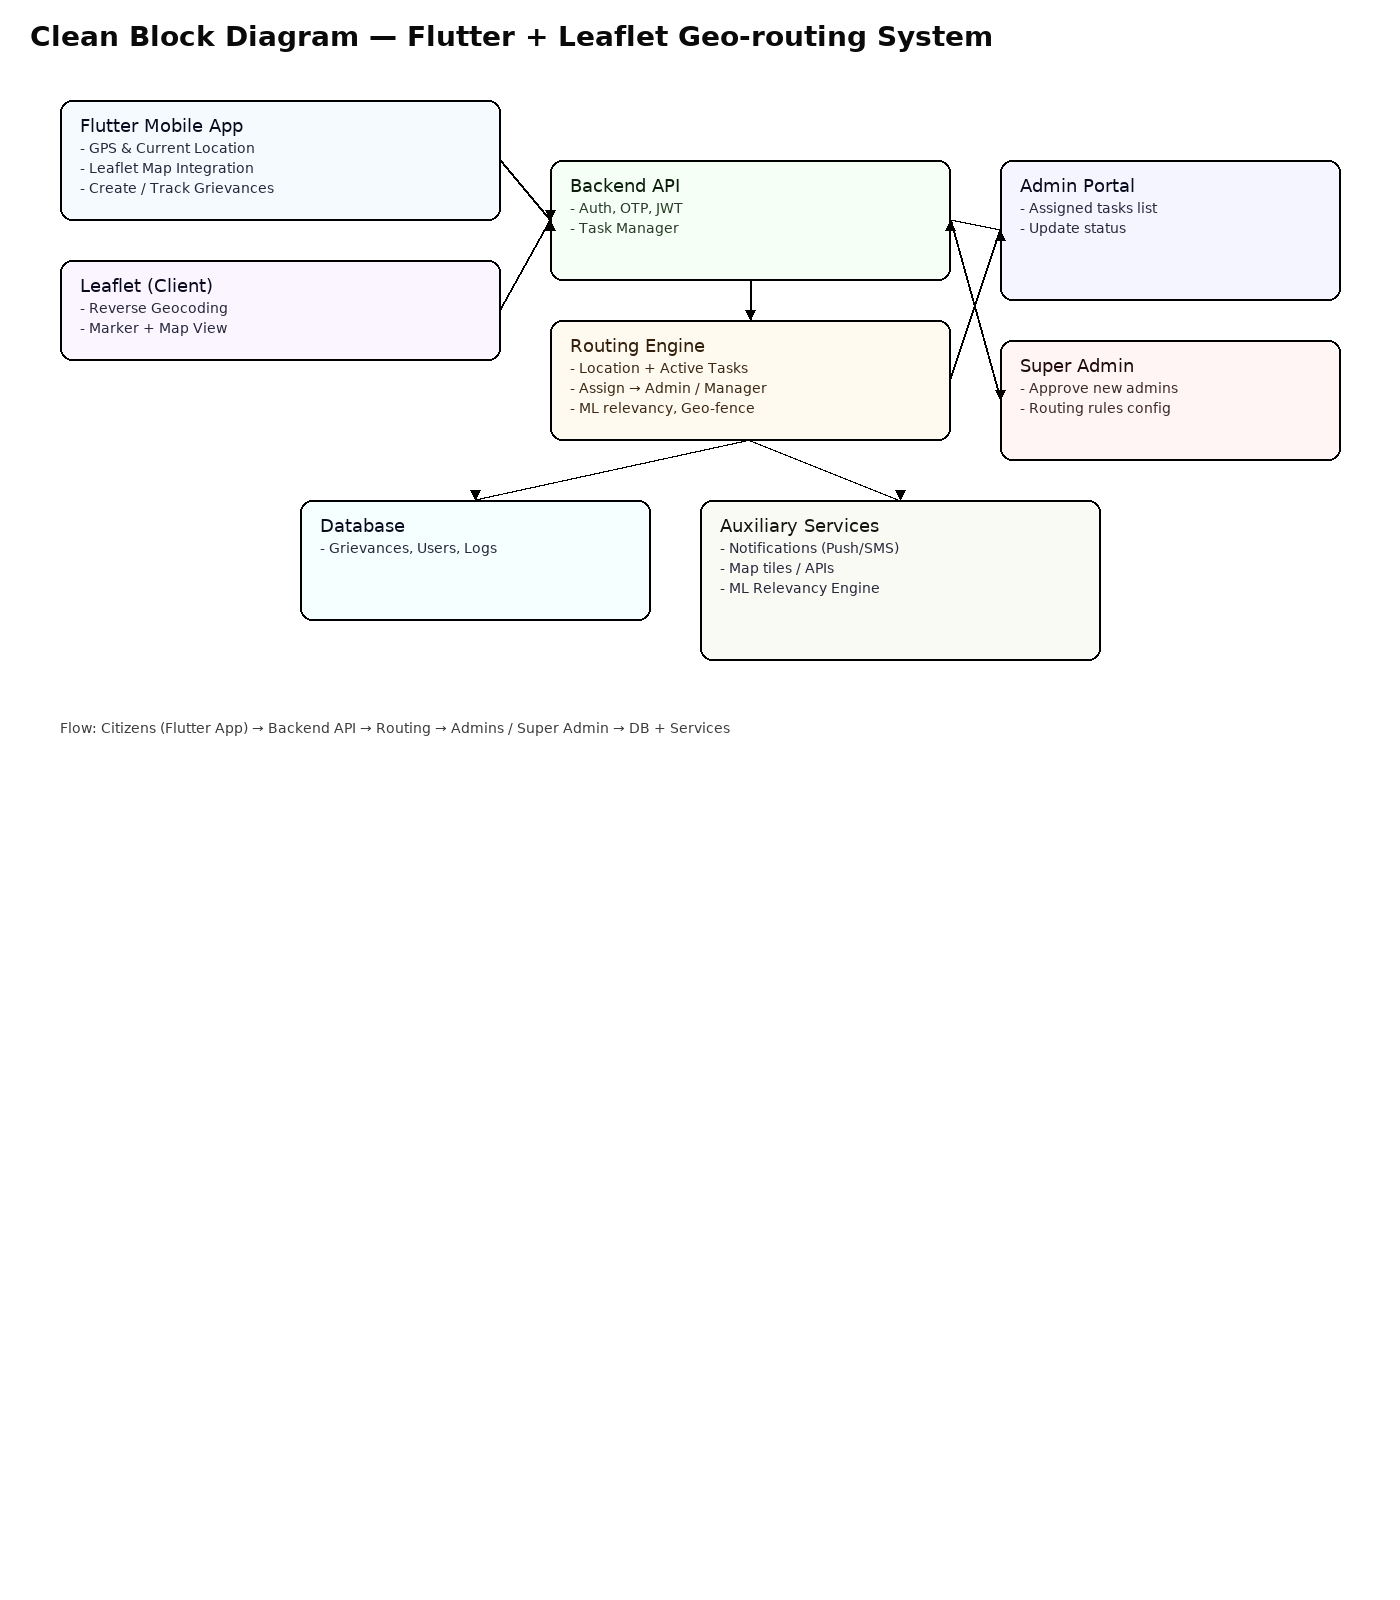 Clean Block Diagram — Flutter + Leaflet Geo-routing System
Flutter Mobile App
- GPS & Current Location
- Leaflet Map Integration
- Create / Track Grievances
Leaflet (Client)
- Reverse Geocoding
- Marker + Map View
Backend API
- Auth, OTP, JWT
- Task Manager
Routing Engine
- Location + Active Tasks
- Assign → Admin / Manager
- ML relevancy, Geo-fence
Admin Portal
- Assigned tasks list
- Update status
Super Admin
- Approve new admins
- Routing rules config
Database
- Grievances, Users, Logs
Auxiliary Services
- Notifications (Push/SMS)
- Map tiles / APIs
- ML Relevancy Engine
Flow: Citizens (Flutter App) → Backend API → Routing → Admins / Super Admin → DB + Services